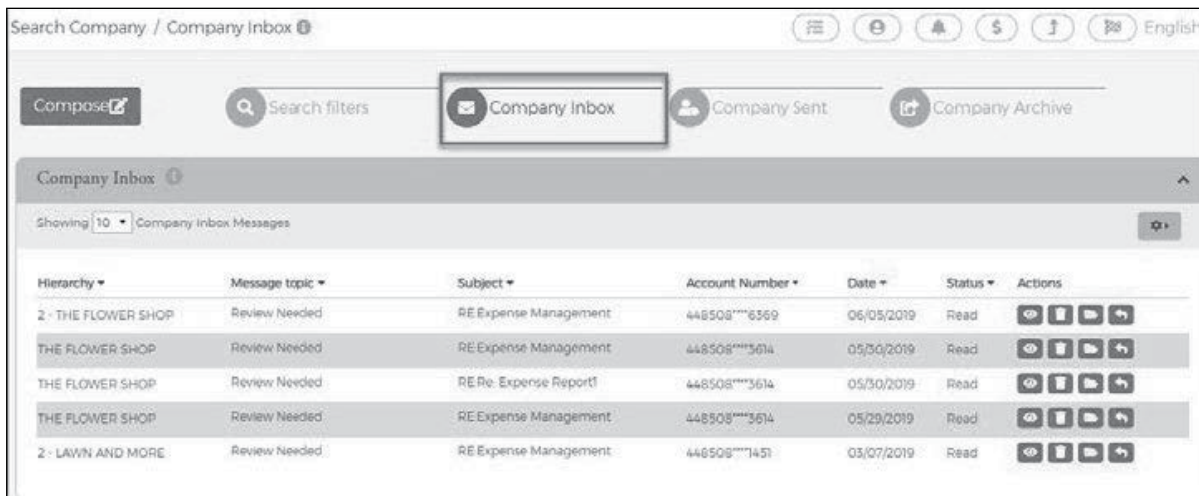 Search Company / Company Inbox
English
Compose
Search filters
Company Inbox
Company Sent
Company Archive
Company Inbox
Showing 10 Company Inbox Messages
Hierarchy Message topic Subject Account Number Date Status Actions
2 - THE FLOWER SHOP Review Needed RE:Expense Management 448508****6369 06/05/2019 Read
THE FLOWER SHOP Review Needed RE:Expense Management 448508****3614 05/30/2019 Read
THE FLOWER SHOP Review Needed RE:Re: Expense Report1 448508****3614 05/30/2019 Read
THE FLOWER SHOP Review Needed RE:Expense Management 448508****3614 05/29/2019 Read
2 - LAWN AND MORE Review Needed RE:Expense Management 448508****1451 03/07/2019 Read